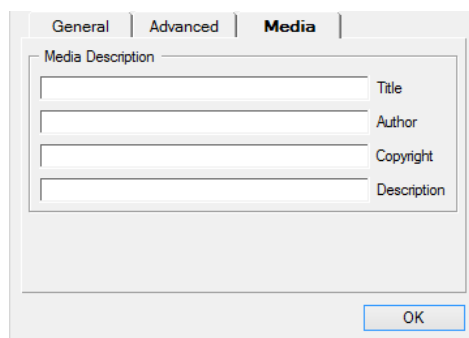 General Advanced Media
Media Description
Title
Author
Copyright
Description
OK